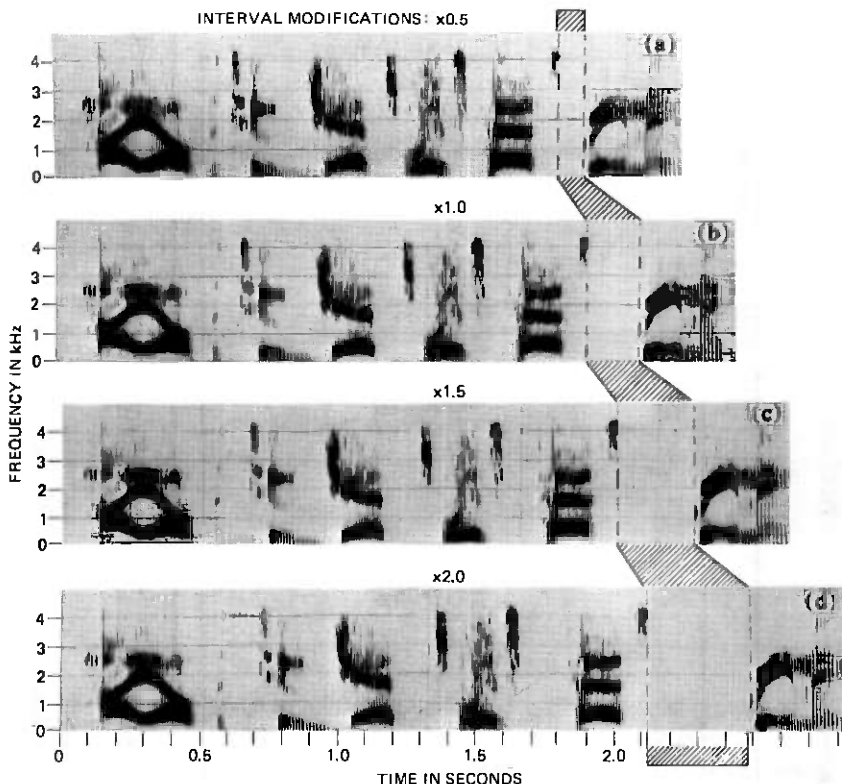 INTERVAL MODIFICATIONS: x0.5
(a)
4
3
2
1
0
x1.0
(b)
4
3
2
1
0
x1.5
(c)
4
3
2
1
0
x2.0
(d)
4
3
2
1
0
FREQUENCY IN kHz
0 0.5 1.0 1.5 2.0
TIME IN SECONDS